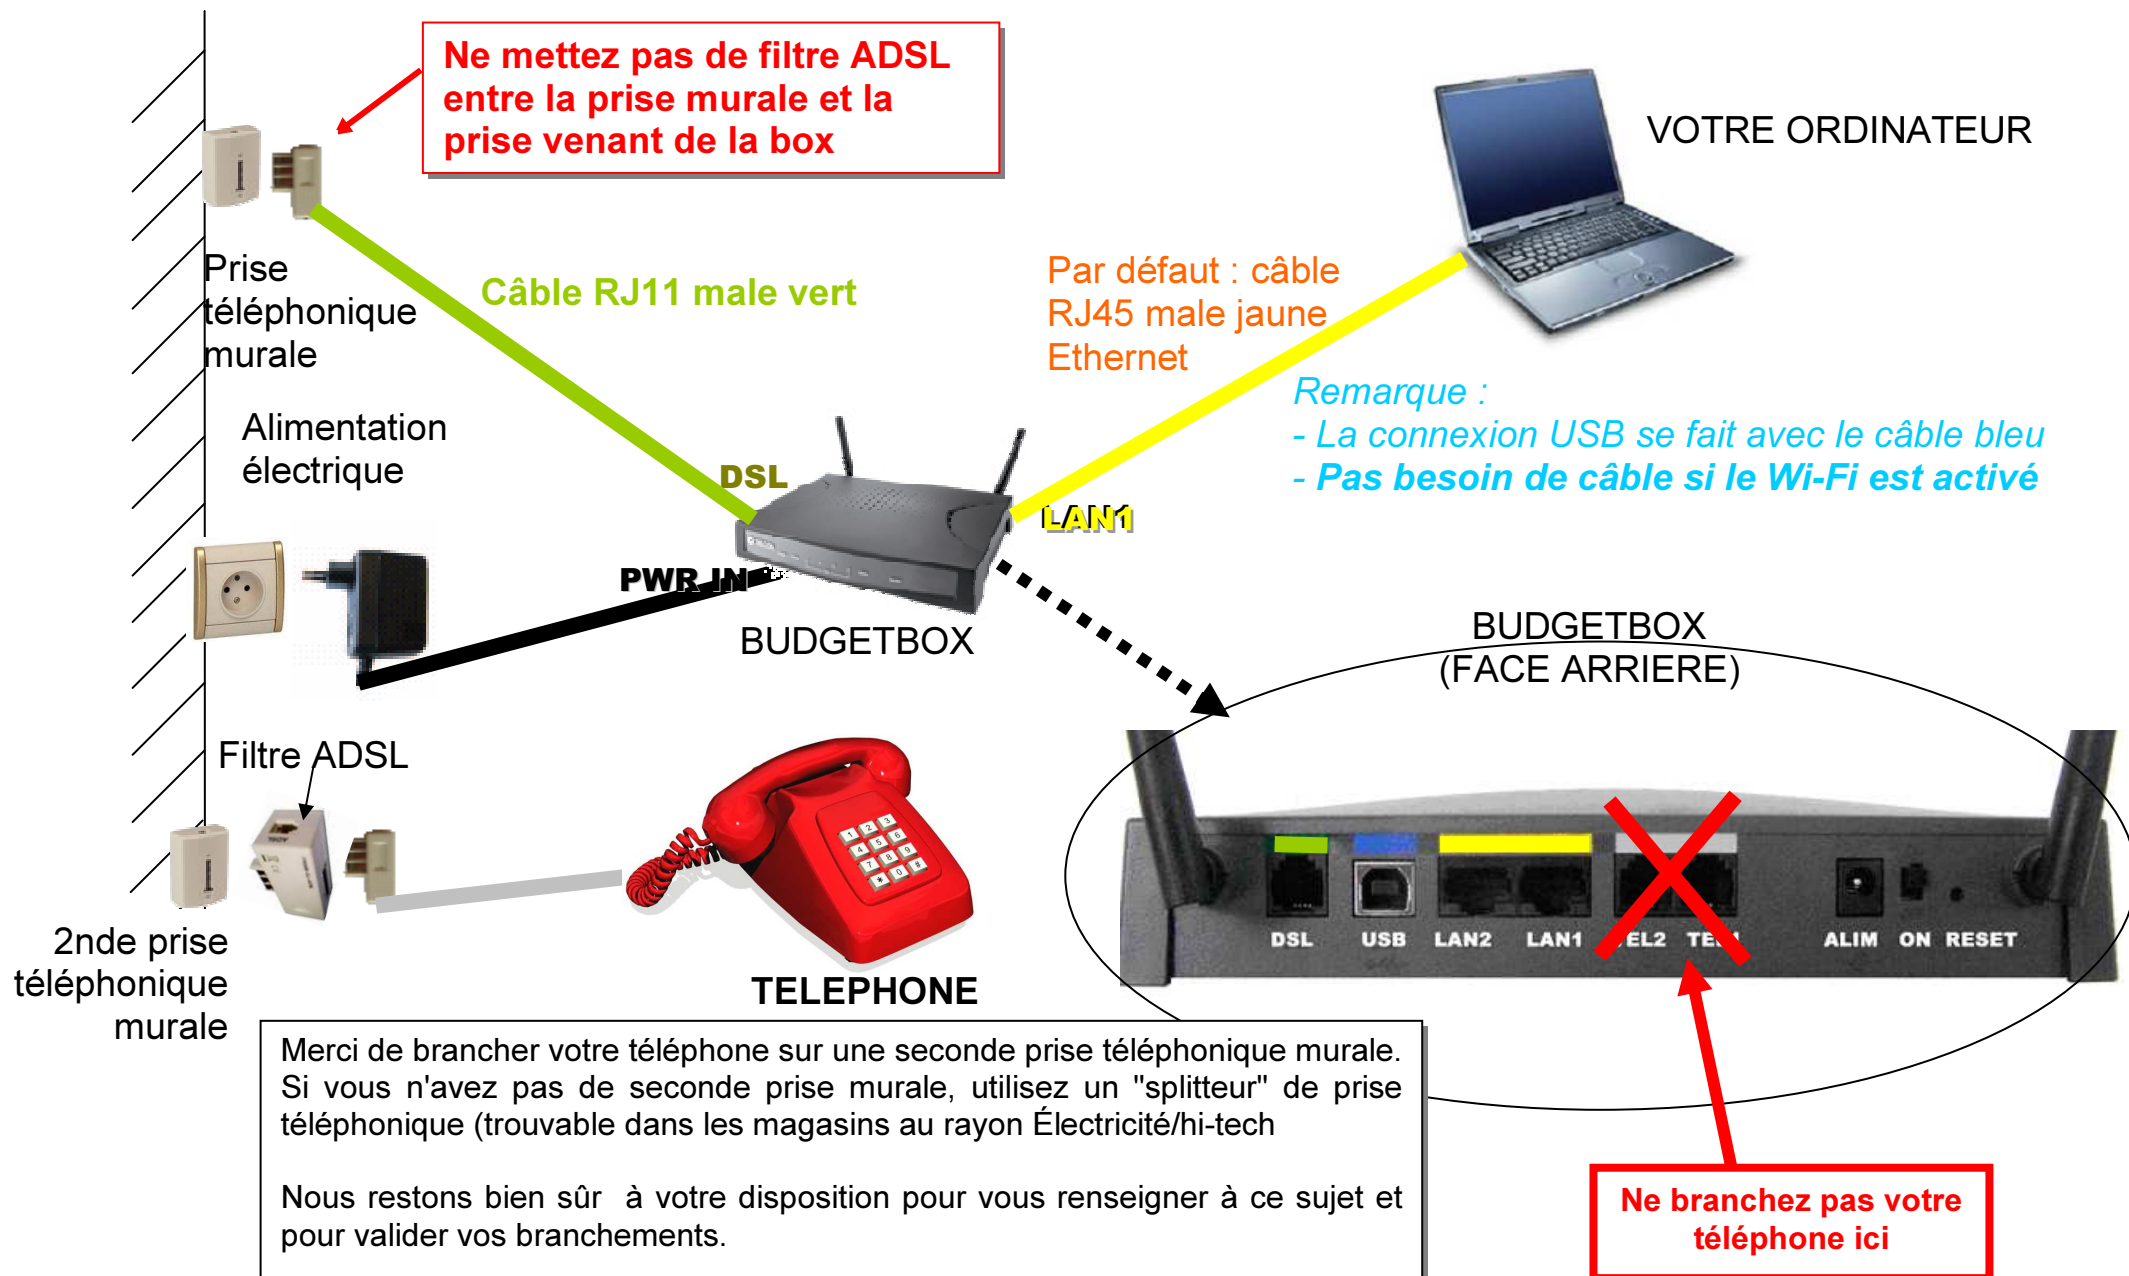 Ne mettez pas de filtre ADSL
entre la prise murale et la
prise venant de la box
VOTRE ORDINATEUR
Prise
téléphonique
murale
Câble RJ11 male vert
Par défaut : câble
RJ45 male jaune
Ethernet
Remarque :
- La connexion USB se fait avec le câble bleu
- Pas besoin de câble si le Wi-Fi est activé
Alimentation
électrique
DSL
LAN1
PWR IN
BUDGETBOX
BUDGETBOX
(FACE ARRIERE)
Filtre ADSL
DSL USB LAN2 LAN1 TEL2 TEL1 ALIM ON RESET
2nde prise
téléphonique
murale
TELEPHONE
Merci de brancher votre téléphone sur une seconde prise téléphonique murale.
Si vous n'avez pas de seconde prise murale, utilisez un "splitteur" de prise
téléphonique (trouvable dans les magasins au rayon Électricité/hi-tech
Nous restons bien sûr à votre disposition pour vous renseigner à ce sujet et
pour valider vos branchements.
Ne branchez pas votre
téléphone ici